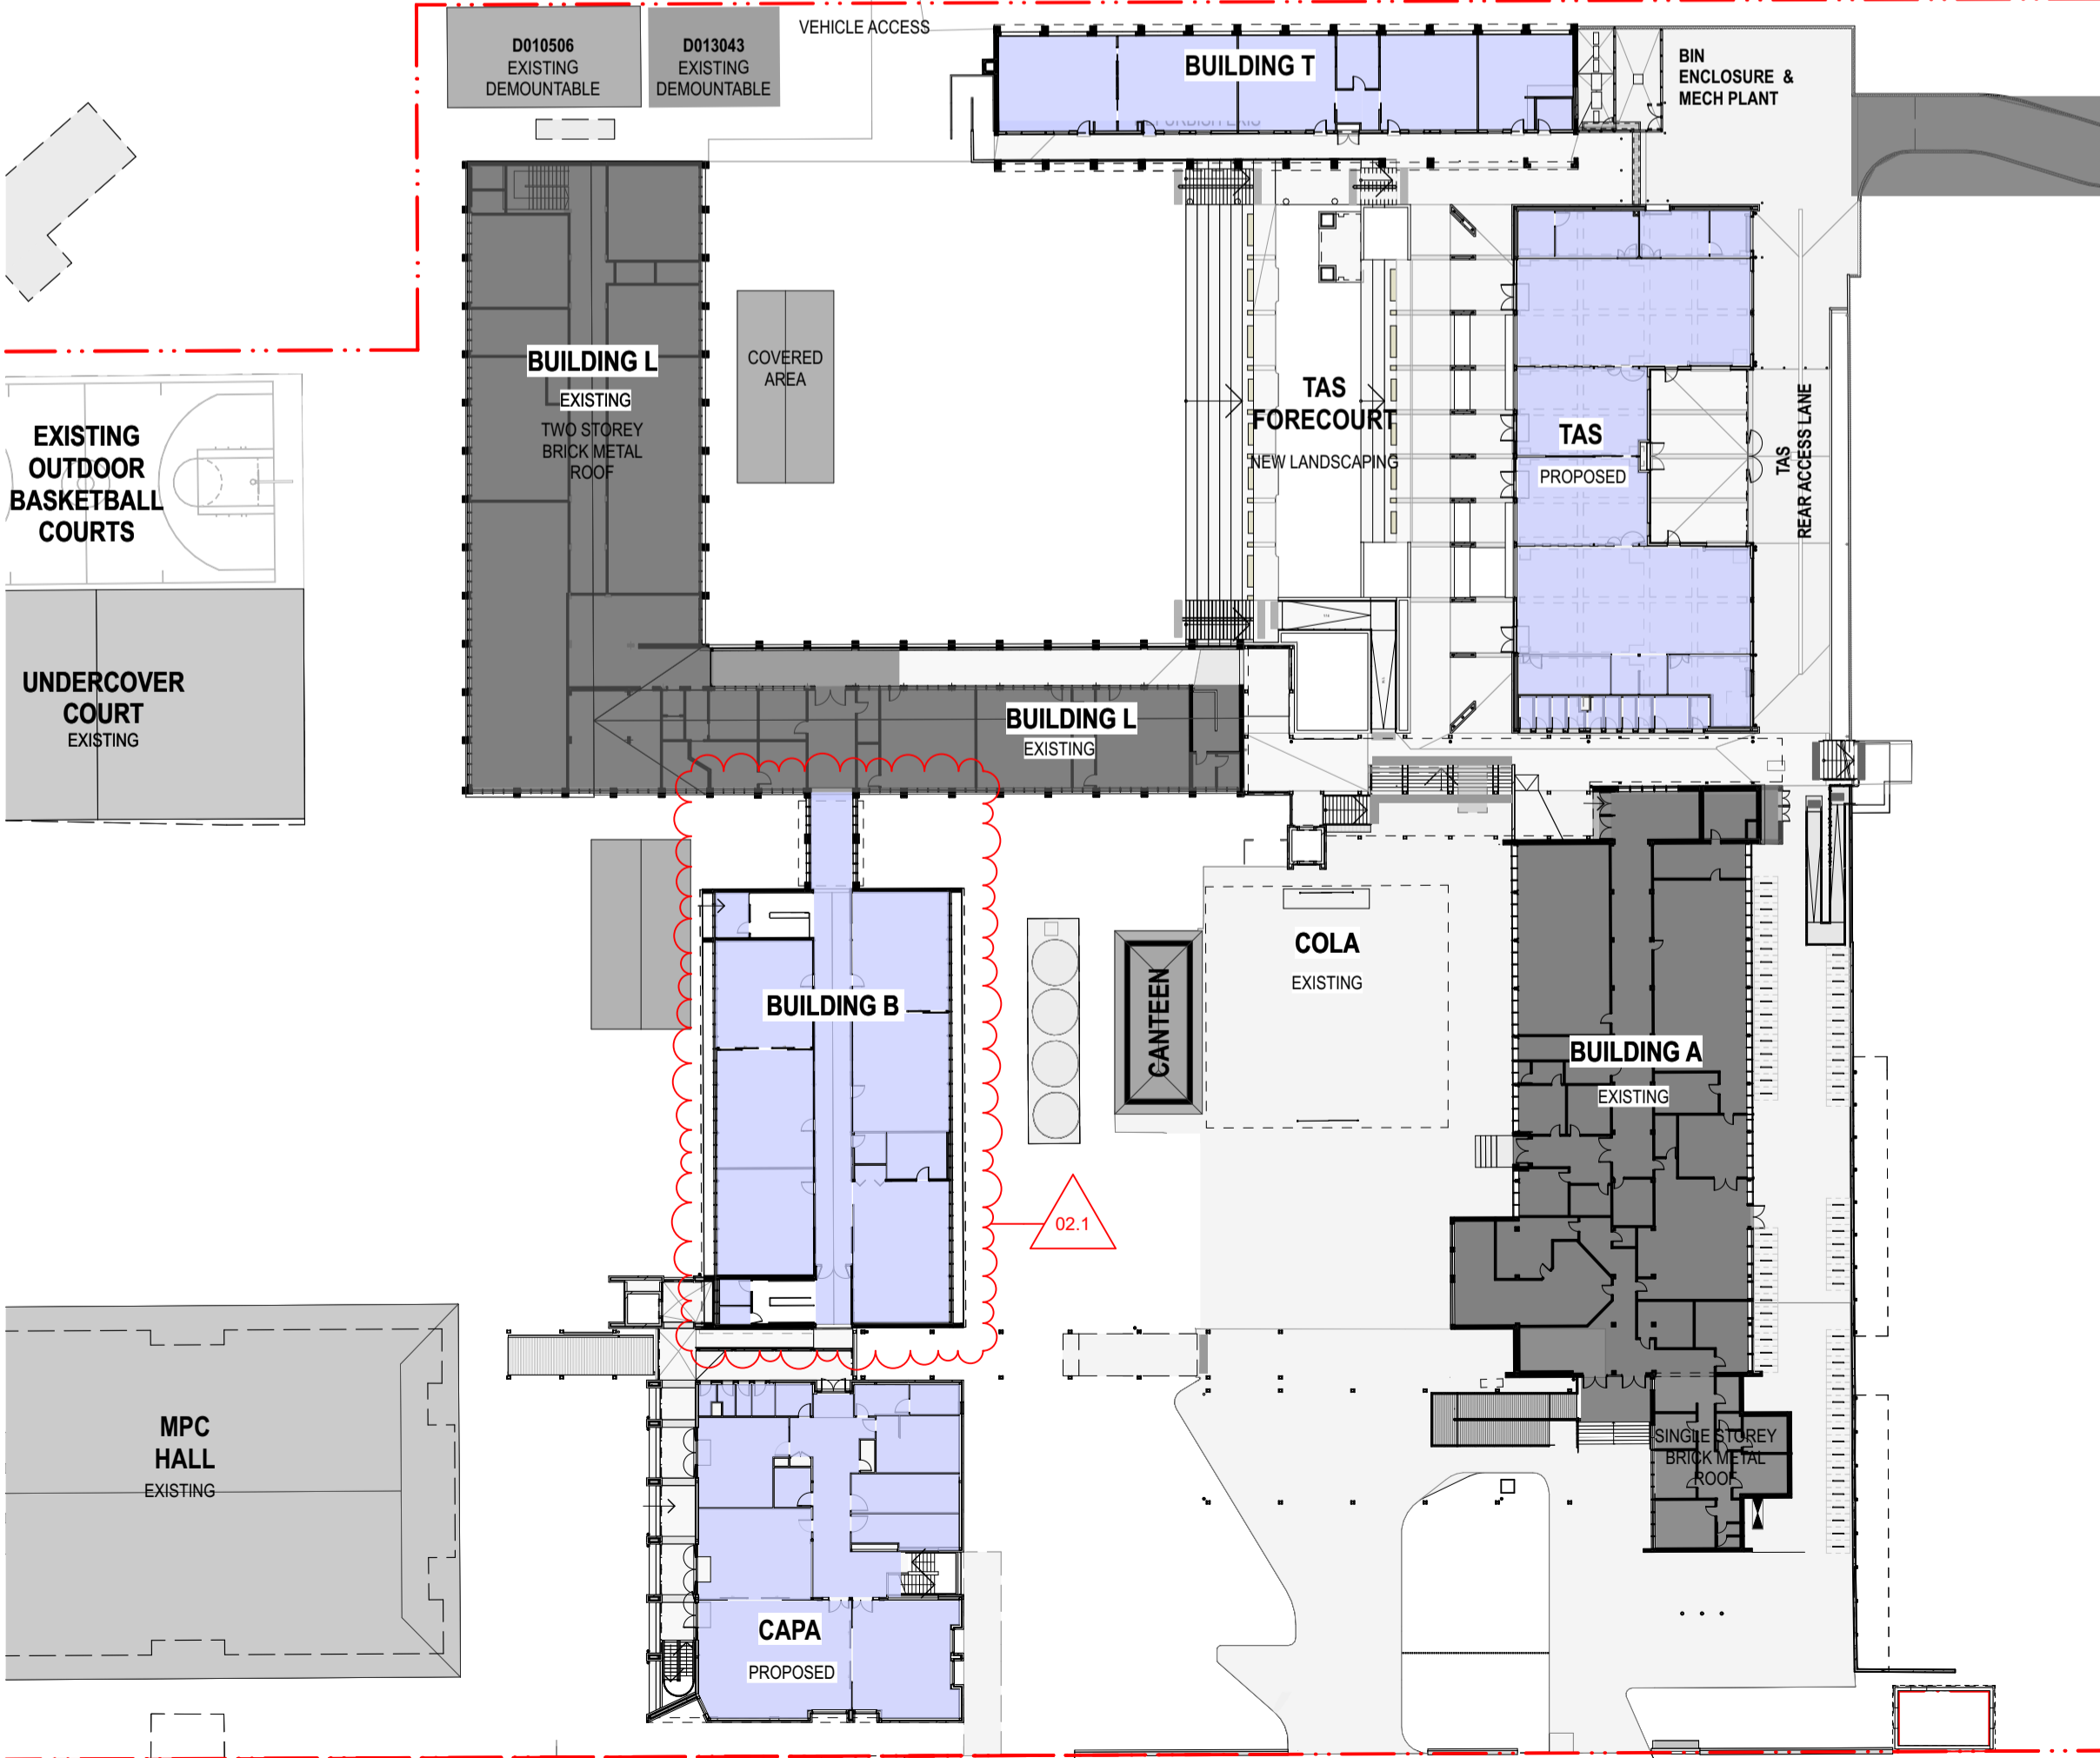 VEHICLE ACCESS
D010506
EXISTING
DEMOUNTABLE
D013043
EXISTING
DEMOUNTABLE
BUILDING T
BIN
ENCLOSURE &
MECH PLANT
BUILDING L
EXISTING
TWO STOREY
BRICK METAL
ROOF
COVERED
AREA
TAS
FORECOURT
NEW LANDSCAPING
TAS
PROPOSED
TAS
REAR ACCESS LANE
EXISTING
OUTDOOR
BASKETBALL
COURTS
UNDERCOVER
COURT
EXISTING
BUILDING L
EXISTING
BUILDING B
CANTEEN
COLA
EXISTING
BUILDING A
EXISTING
02.1
MPC
HALL
EXISTING
SINGLE STOREY
BRICK METAL
ROOF
CAPA
PROPOSED